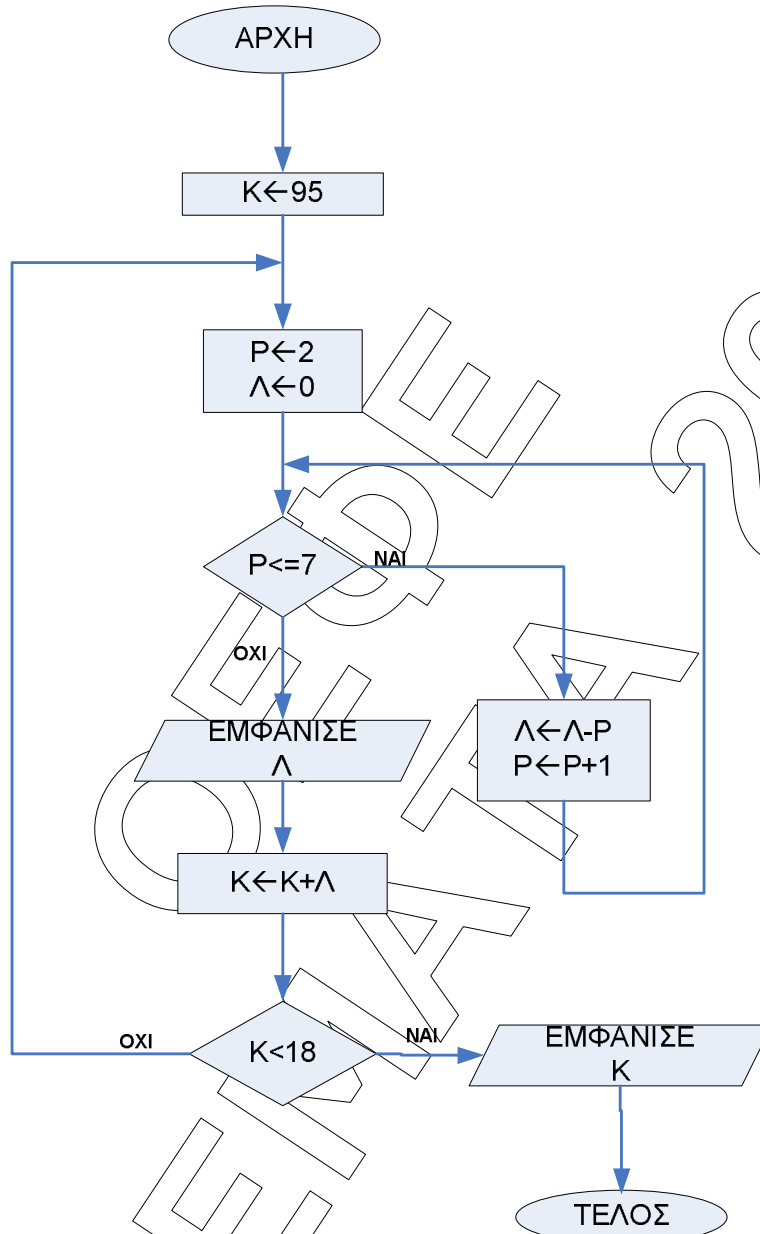 ΑΡΧΗ
Κ←95
Ρ←2
Λ←0
Ρ<=7
ΝΑΙ
ΟΧΙ
ΕΜΦΑΝΙΣΕ
Λ
Λ←Λ-Ρ
Ρ←Ρ+1
Κ←Κ+Λ
Κ<18
ΟΧΙ
ΝΑΙ
ΕΜΦΑΝΙΣΕ
Κ
ΤΕΛΟΣ